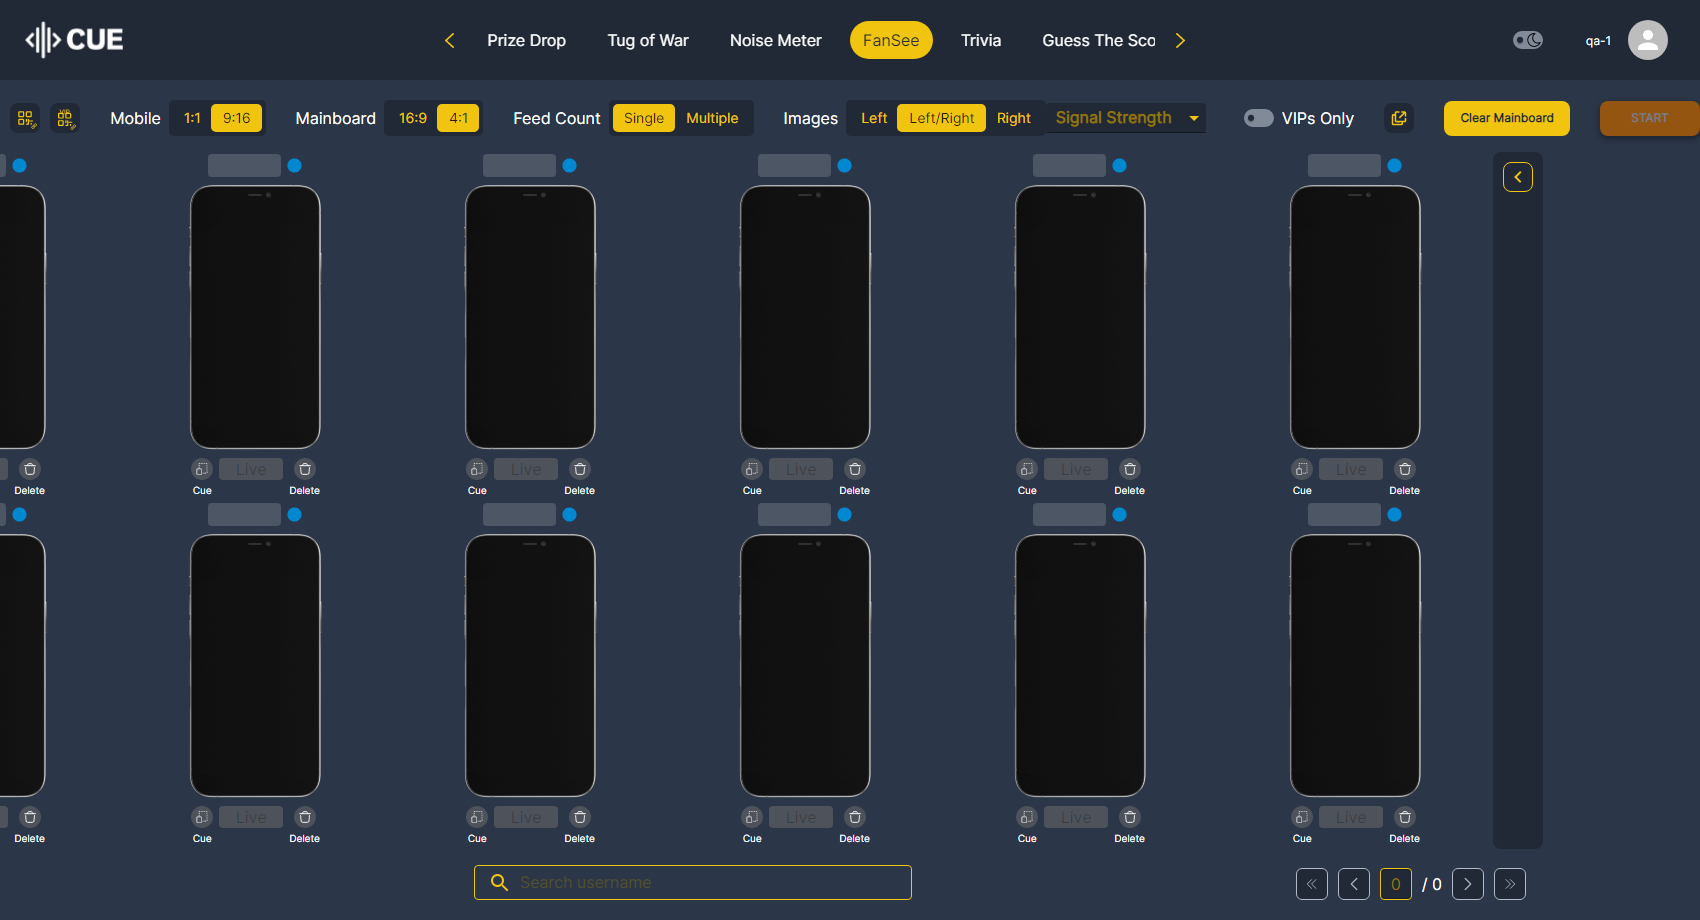 CUE
Prize Drop Tug of War Noise Meter FanSee Trivia Guess The Sco
qa-1
Mobile 1:1 9:16 Mainboard 16:9 4:1 Feed Count Single Multiple Images Left Left/Right Right Signal Strength VIPs Only Clear Mainboard START
Live Live Live Live Live
Delete Cue Delete Cue Delete Cue Delete Cue Delete Cue Delete
Live Live Live Live Live
Delete Cue Delete Cue Delete Cue Delete Cue Delete Cue Delete
Search username
0 / 0